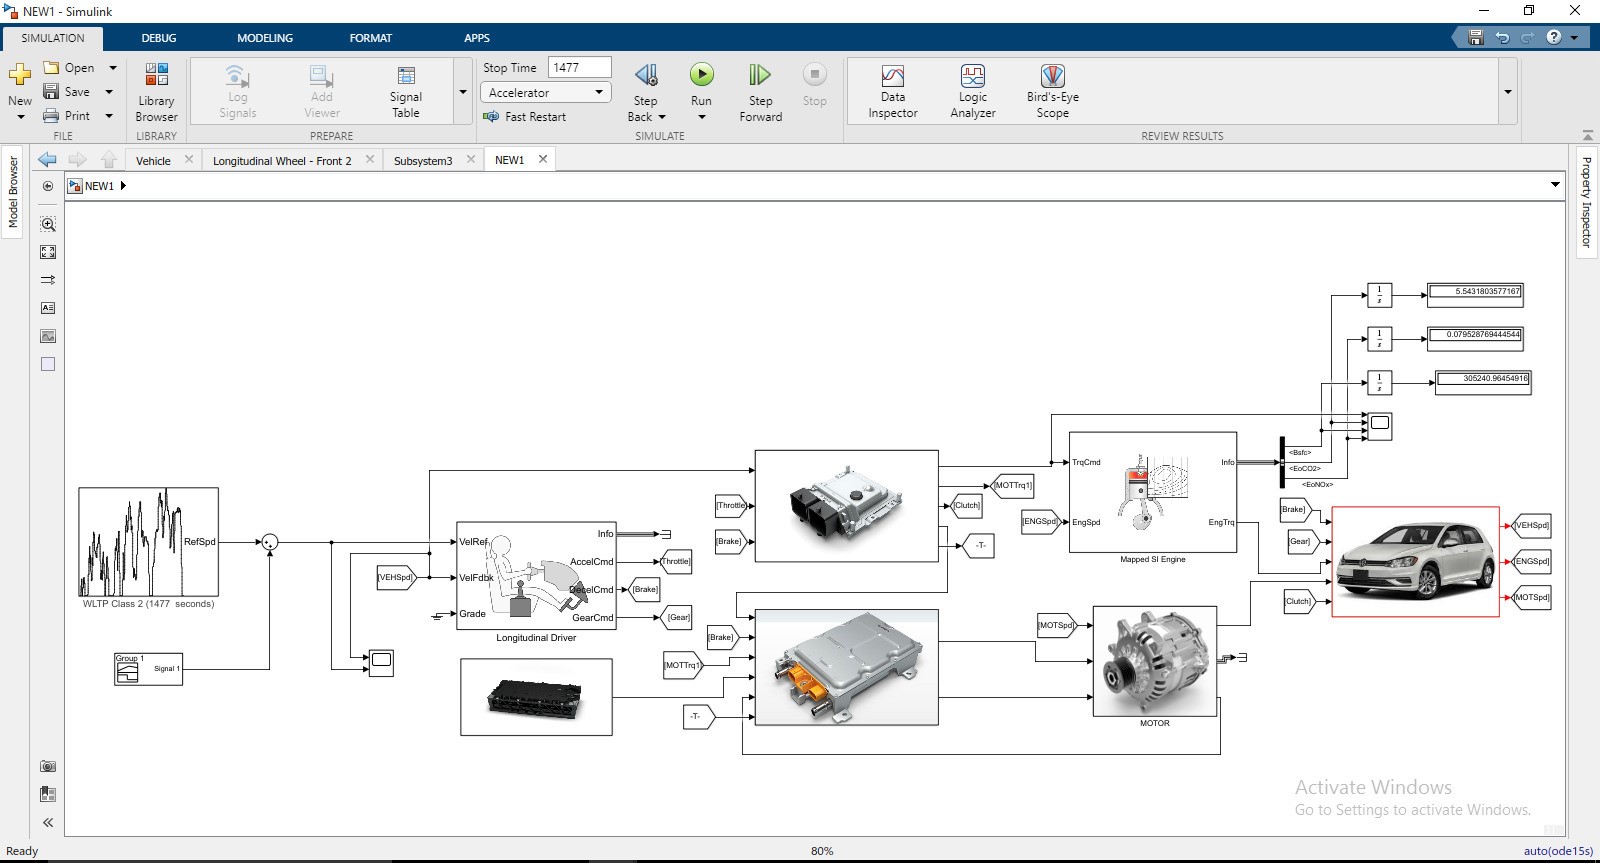 NEW1 - Simulink
SIMULATION
DEBUG
MODELING
FORMAT
APPS
New
Open
Save
Print
FILE
Library
Browser
LIBRARY
Log
Signals
Add
Viewer
Signal
Table
PREPARE
Stop Time 1477
Accelerator
Fast Restart
Step
Back
Run
Step
Forward
Stop
SIMULATE
Data
Inspector
Logic
Analyzer
Bird's-Eye
Scope
REVIEW RESULTS
Model Browser
Property Inspector
Vehicle
Longitudinal Wheel - Front 2
Subsystem3
NEW1
NEW1
RefSpd
WLTP Class 2 (1477 seconds)
Group 1
Signal 1
[VEHSpd]
VelRef
VelFdbk
Grade
Info
AccelCmd
DecelCmd
GearCmd
Longitudinal Driver
[Throttle]
[Brake]
[Gear]
[Throttle]
[Brake]
[MOTTrq1]
[Clutch]
-T-
[Brake]
[MOTTrq1]
-T-
[ENGSpd]
TrqCmd
EngSpd
Info
EngTrq
Mapped SI Engine
[MOTSpd]
MOTOR
<Bsfc>
<EoCO2>
<EoNOx>
1
s
5.5431803577167
1
s
0.079528769444544
1
s
305240.96454916
[Brake]
[Gear]
[Clutch]
[VEHSpd]
[ENGSpd]
[MOTSpd]
Activate Windows
Go to Settings to activate Windows.
Ready
80%
auto(ode15s)